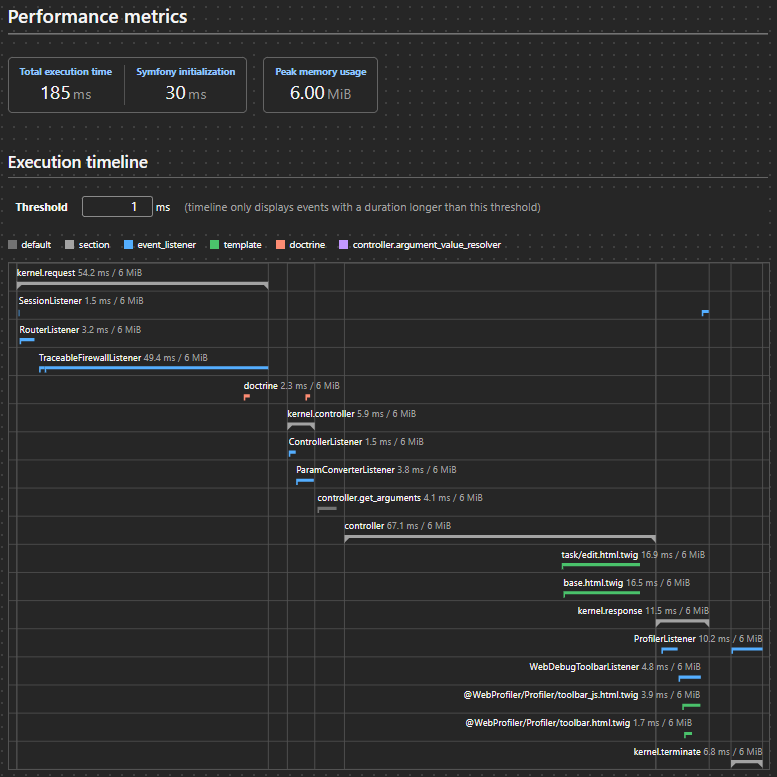 Performance metrics
Total execution time Symfony initialization Peak memory usage
185 ms 30 ms 6.00 MiB
Execution timeline
Threshold 1 ms (timeline only displays events with a duration longer than this threshold)
default section event_listener template doctrine controller.argument_value_resolver
kernel.request 54.2 ms / 6 MiB
SessionListener 1.5 ms / 6 MiB
RouterListener 3.2 ms / 6 MiB
TraceableFirewallListener 49.4 ms / 6 MiB
doctrine 2.3 ms / 6 MiB
kernel.controller 5.9 ms / 6 MiB
ControllerListener 1.5 ms / 6 MiB
ParamConverterListener 3.8 ms / 6 MiB
controller.get_arguments 4.1 ms / 6 MiB
controller 67.1 ms / 6 MiB
task/edit.html.twig 16.9 ms / 6 MiB
base.html.twig 16.5 ms / 6 MiB
kernel.response 11.5 ms / 6 MiB
ProfilerListener 10.2 ms / 6 MiB
WebDebugToolbarListener 4.8 ms / 6 MiB
@WebProfiler/Profiler/toolbar_js.html.twig 3.9 ms / 6 MiB
@WebProfiler/Profiler/toolbar.html.twig 1.7 ms / 6 MiB
kernel.terminate 6.8 ms / 6 MiB